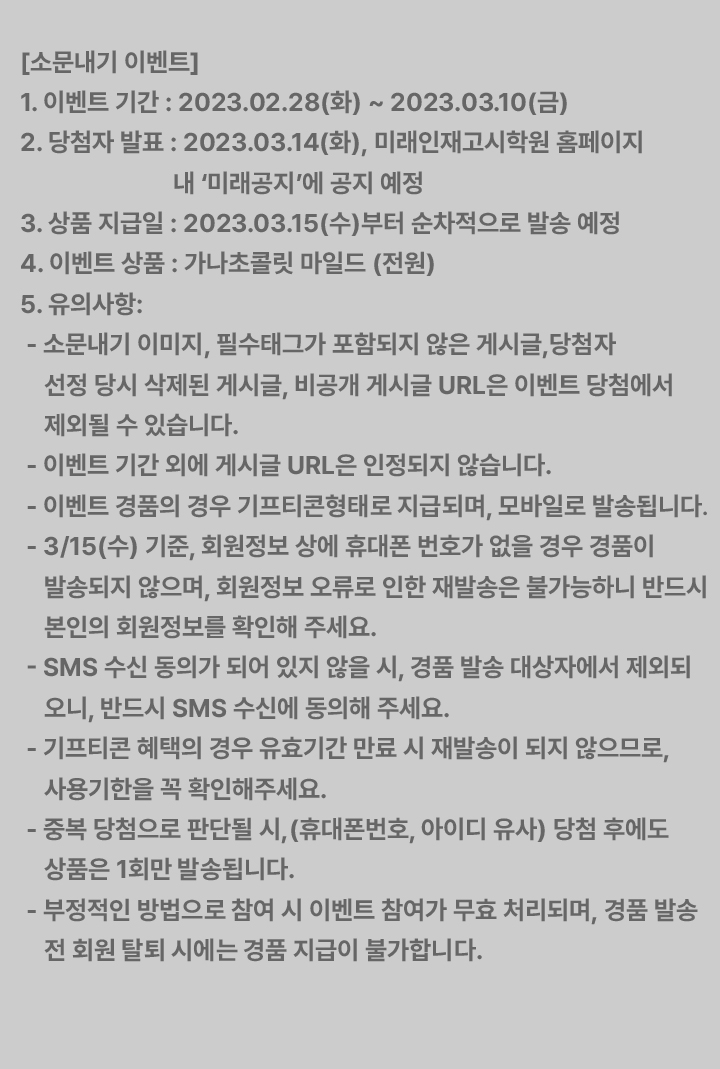 [소문내기 이벤트]
1. 이벤트 기간 : 2023.02.28(화) ~ 2023.03.10(금)
2. 당첨자 발표 : 2023.03.14(화), 미래인재고시학원 홈페이지
내 ‘미래공지’에 공지 예정
3. 상품 지급일 : 2023.03.15(수)부터 순차적으로 발송 예정
4. 이벤트 상품 : 가나초콜릿 마일드 (전원)
5. 유의사항:
- 소문내기 이미지, 필수태그가 포함되지 않은 게시글,당첨자
선정 당시 삭제된 게시글, 비공개 게시글 URL은 이벤트 당첨에서
제외될 수 있습니다.
- 이벤트 기간 외에 게시글 URL은 인정되지 않습니다.
- 이벤트 경품의 경우 기프티콘형태로 지급되며, 모바일로 발송됩니다.
- 3/15(수) 기준, 회원정보 상에 휴대폰 번호가 없을 경우 경품이
발송되지 않으며, 회원정보 오류로 인한 재발송은 불가능하니 반드시
본인의 회원정보를 확인해 주세요.
- SMS 수신 동의가 되어 있지 않을 시, 경품 발송 대상자에서 제외되
오니, 반드시 SMS 수신에 동의해 주세요.
- 기프티콘 혜택의 경우 유효기간 만료 시 재발송이 되지 않으므로,
사용기한을 꼭 확인해주세요.
- 중복 당첨으로 판단될 시,(휴대폰번호, 아이디 유사) 당첨 후에도
상품은 1회만 발송됩니다.
- 부정적인 방법으로 참여 시 이벤트 참여가 무효 처리되며, 경품 발송
전 회원 탈퇴 시에는 경품 지급이 불가합니다.